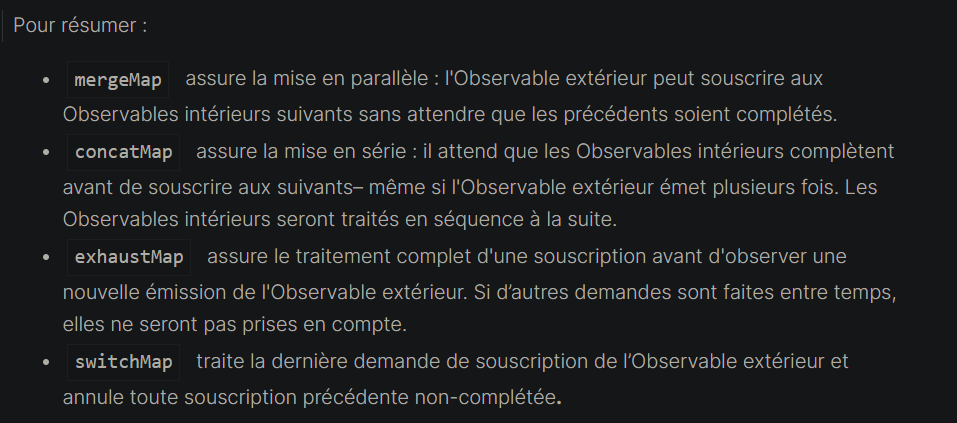 Pour résumer :
• mergeMap assure la mise en parallèle : l'Observable extérieur peut souscrire aux
Observables intérieurs suivants sans attendre que les précédents soient complétés.
• concatMap assure la mise en série : il attend que les Observables intérieurs complètent
avant de souscrire aux suivants– même si l'Observable extérieur émet plusieurs fois. Les
Observables intérieurs seront traités en séquence à la suite.
• exhaustMap assure le traitement complet d'une souscription avant d'observer une
nouvelle émission de l'Observable extérieur. Si d’autres demandes sont faites entre temps,
elles ne seront pas prises en compte.
• switchMap traite la dernière demande de souscription de l’Observable extérieur et
annule toute souscription précédente non-complétée.